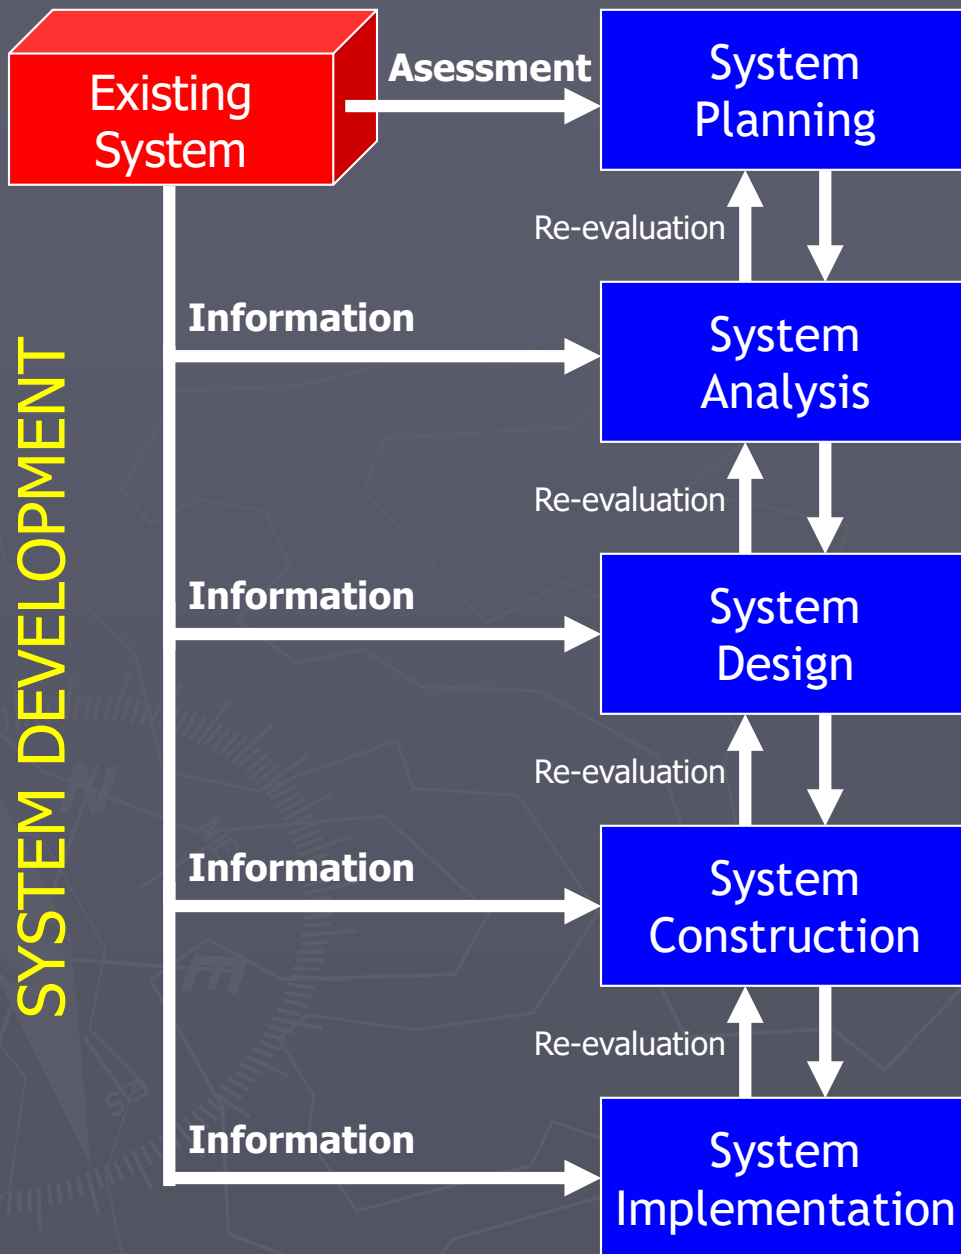 Existing
System
Asessment
System
Planning
Re-evaluation
Information
System
Analysis
Re-evaluation
Information
System
Design
Re-evaluation
Information
System
Construction
Re-evaluation
Information
System
Implementation
SYSTEM DEVELOPMENT
N
E